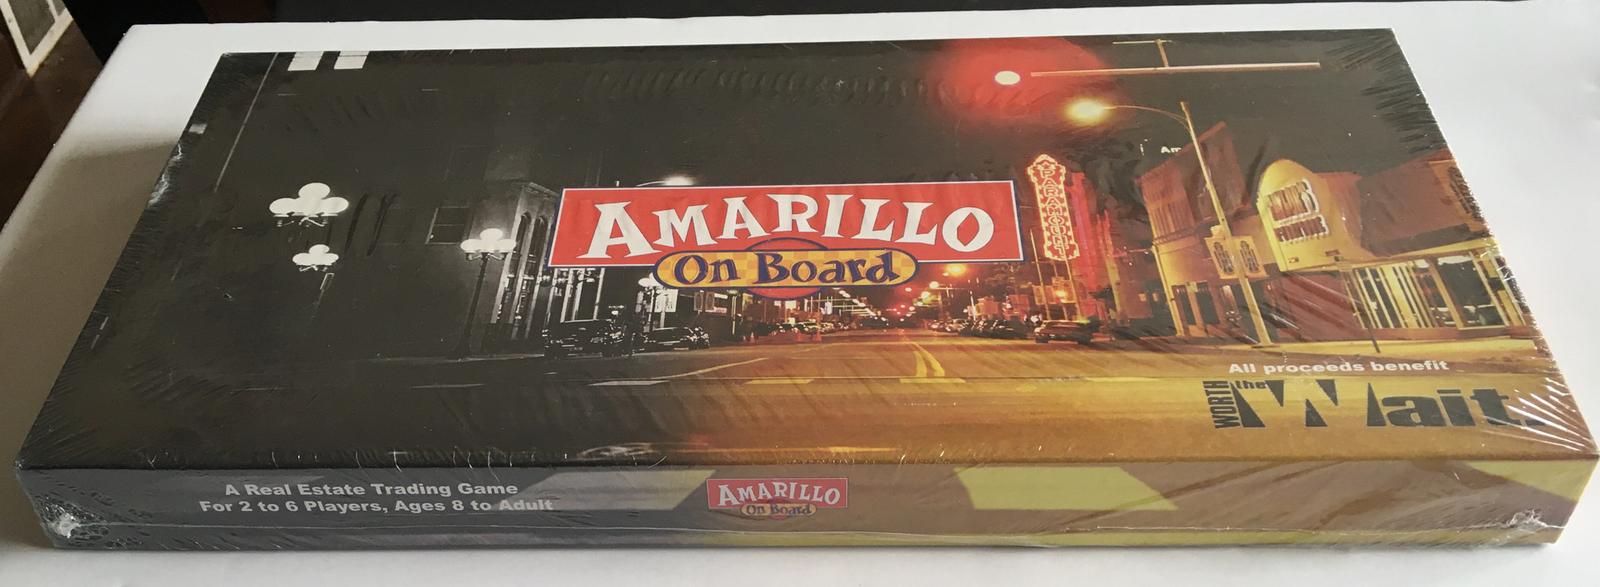 AMARILLO
On Board
PARAMOUNT
All proceeds benefit
WORTH the Wait.
A Real Estate Trading Game
For 2 to 6 Players, Ages 8 to Adult
AMARILLO
On Board